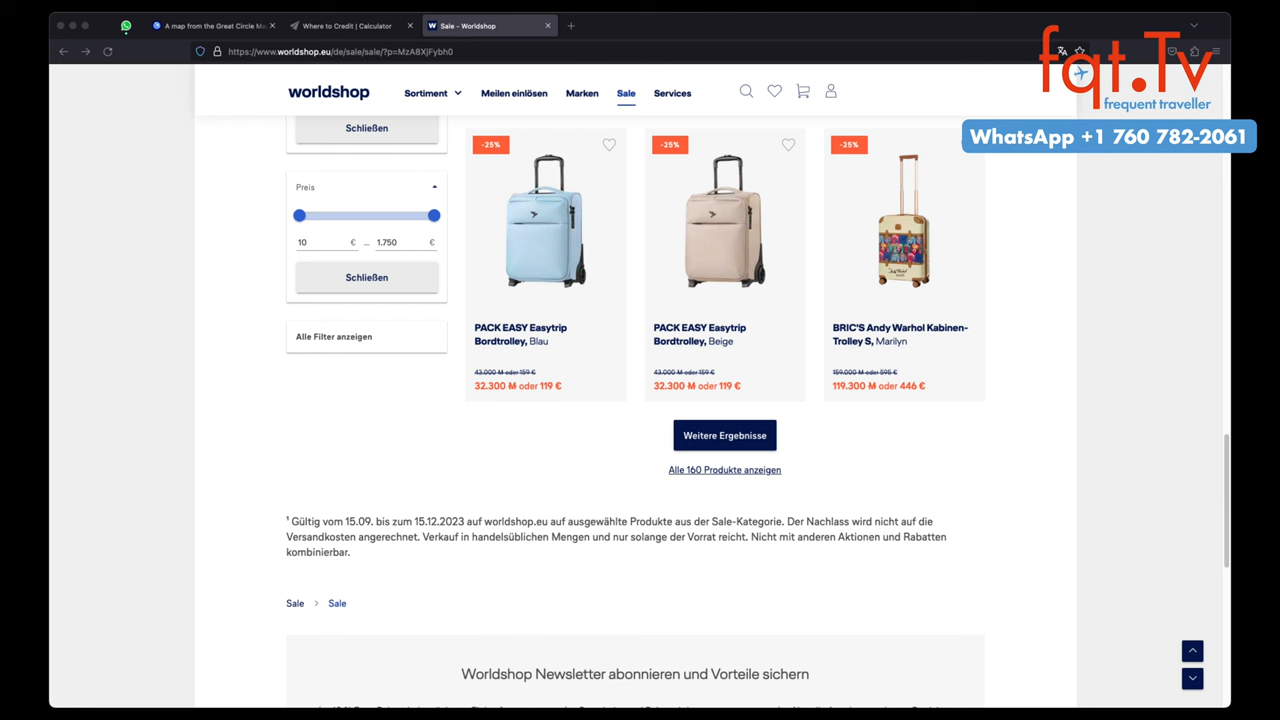 A map from the Great Circle Ma
Where to Credit | Calculator
Sale – Worldshop
https://www.worldshop.eu/de/sale/sale/?p=MzA8XjFybh0
fqt.Tv
frequent traveller
WhatsApp +1 760 782-2061
worldshop
Sortiment
Meilen einlösen
Marken
Sale
Services
Schließen
Preis
10 € – 1.750 €
Schließen
Alle Filter anzeigen
-25%
-25%
-25%
PACK EASY Easytrip
Bordtrolley, Blau
43.000 M oder 159 €
32.300 M oder 119 €
PACK EASY Easytrip
Bordtrolley, Beige
43.000 M oder 159 €
32.300 M oder 119 €
BRIC'S Andy Warhol Kabinen-
Trolley S, Marilyn
159.000 M oder 595 €
119.300 M oder 446 €
Weitere Ergebnisse
Alle 160 Produkte anzeigen
¹ Gültig vom 15.09. bis zum 15.12.2023 auf worldshop.eu auf ausgewählte Produkte aus der Sale-Kategorie. Der Nachlass wird nicht auf die
Versandkosten angerechnet. Verkauf in handelsüblichen Mengen und nur solange der Vorrat reicht. Nicht mit anderen Aktionen und Rabatten
kombinierbar.
Sale > Sale
Worldshop Newsletter abonnieren und Vorteile sichern